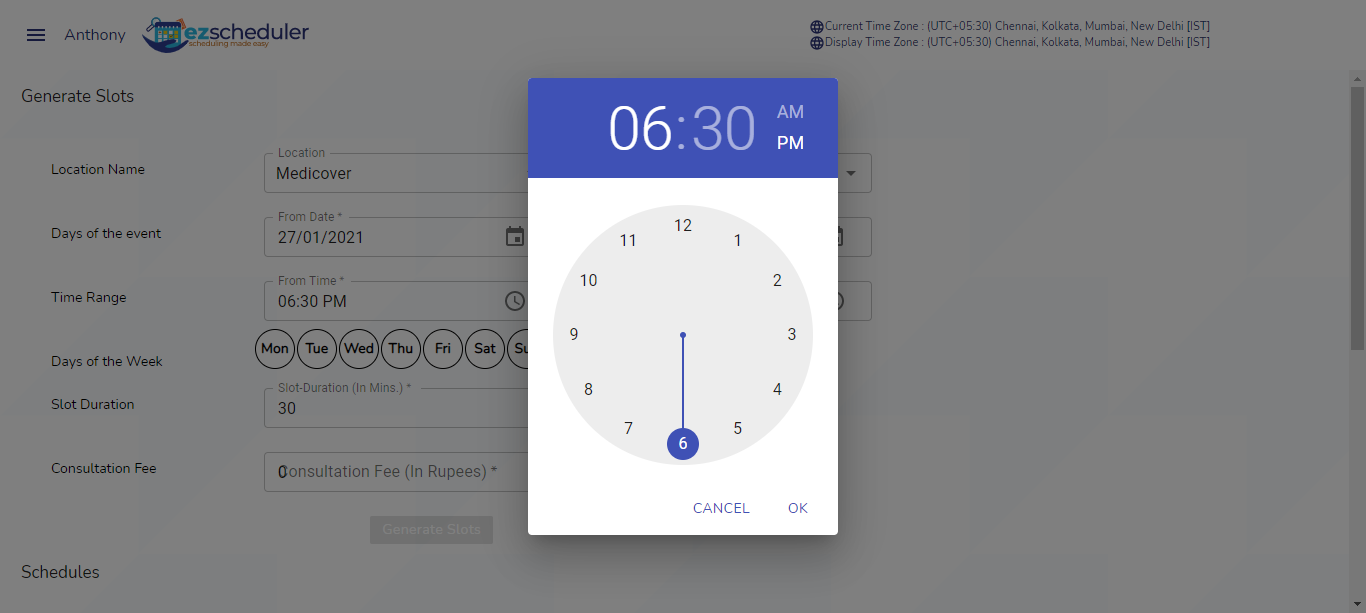 Anthony
ezscheduler
scheduling made easy
Current Time Zone : (UTC+05:30) Chennai, Kolkata, Mumbai, New Delhi [IST]
Display Time Zone : (UTC+05:30) Chennai, Kolkata, Mumbai, New Delhi [IST]
Generate Slots
06:30
AM
PM
Location Name
Location
Medicover
Days of the event
From Date *
27/01/2021
Time Range
From Time *
06:30 PM
Days of the Week
Mon Tue Wed Thu Fri Sat Su
Slot Duration
Slot-Duration (In Mins.) *
30
Consultation Fee
0
Consultation Fee (In Rupees) *
Generate Slots
12
11 1
10 2
9 3
8 4
7 5
6
CANCEL OK
Schedules